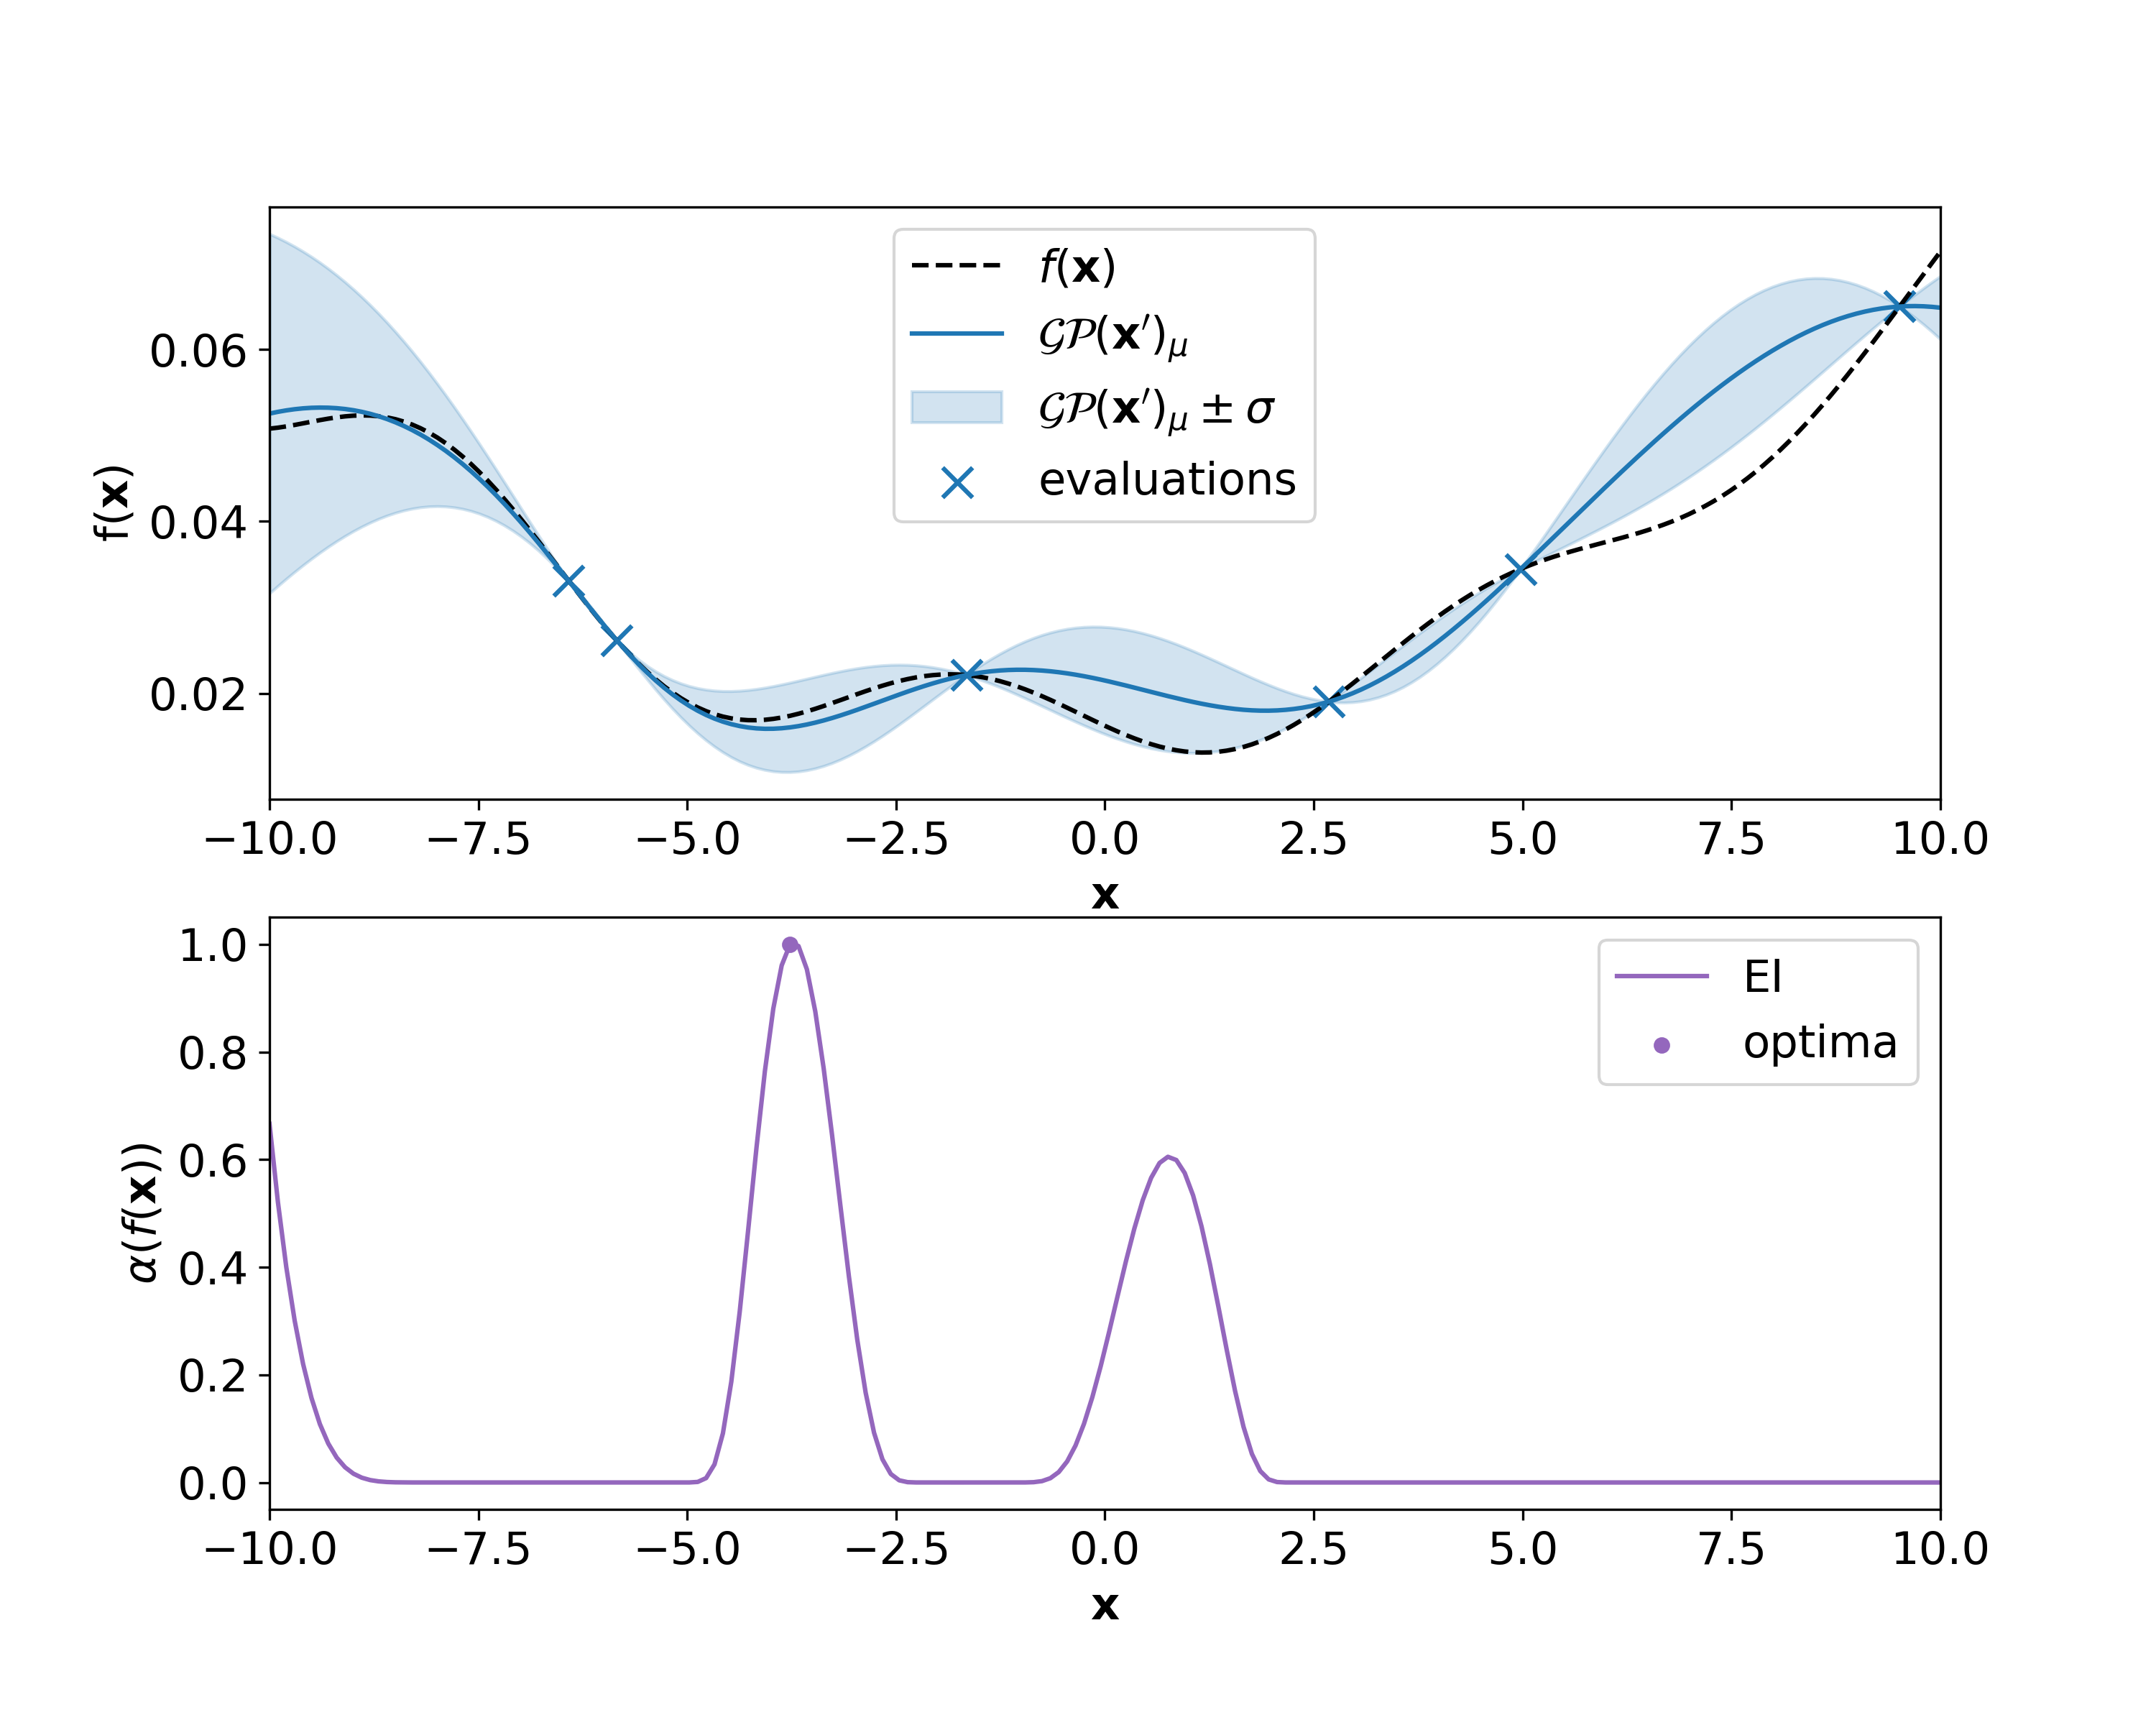 f(x)
0.06
0.04
0.02
f(x)
𝒢𝒫(x′)μ
𝒢𝒫(x′)μ ± σ
evaluations
−10.0 −7.5 −5.0 −2.5 0.0 2.5 5.0 7.5 10.0
x
α(f(x))
1.0
0.8
0.6
0.4
0.2
0.0
EI
optima
−10.0 −7.5 −5.0 −2.5 0.0 2.5 5.0 7.5 10.0
x